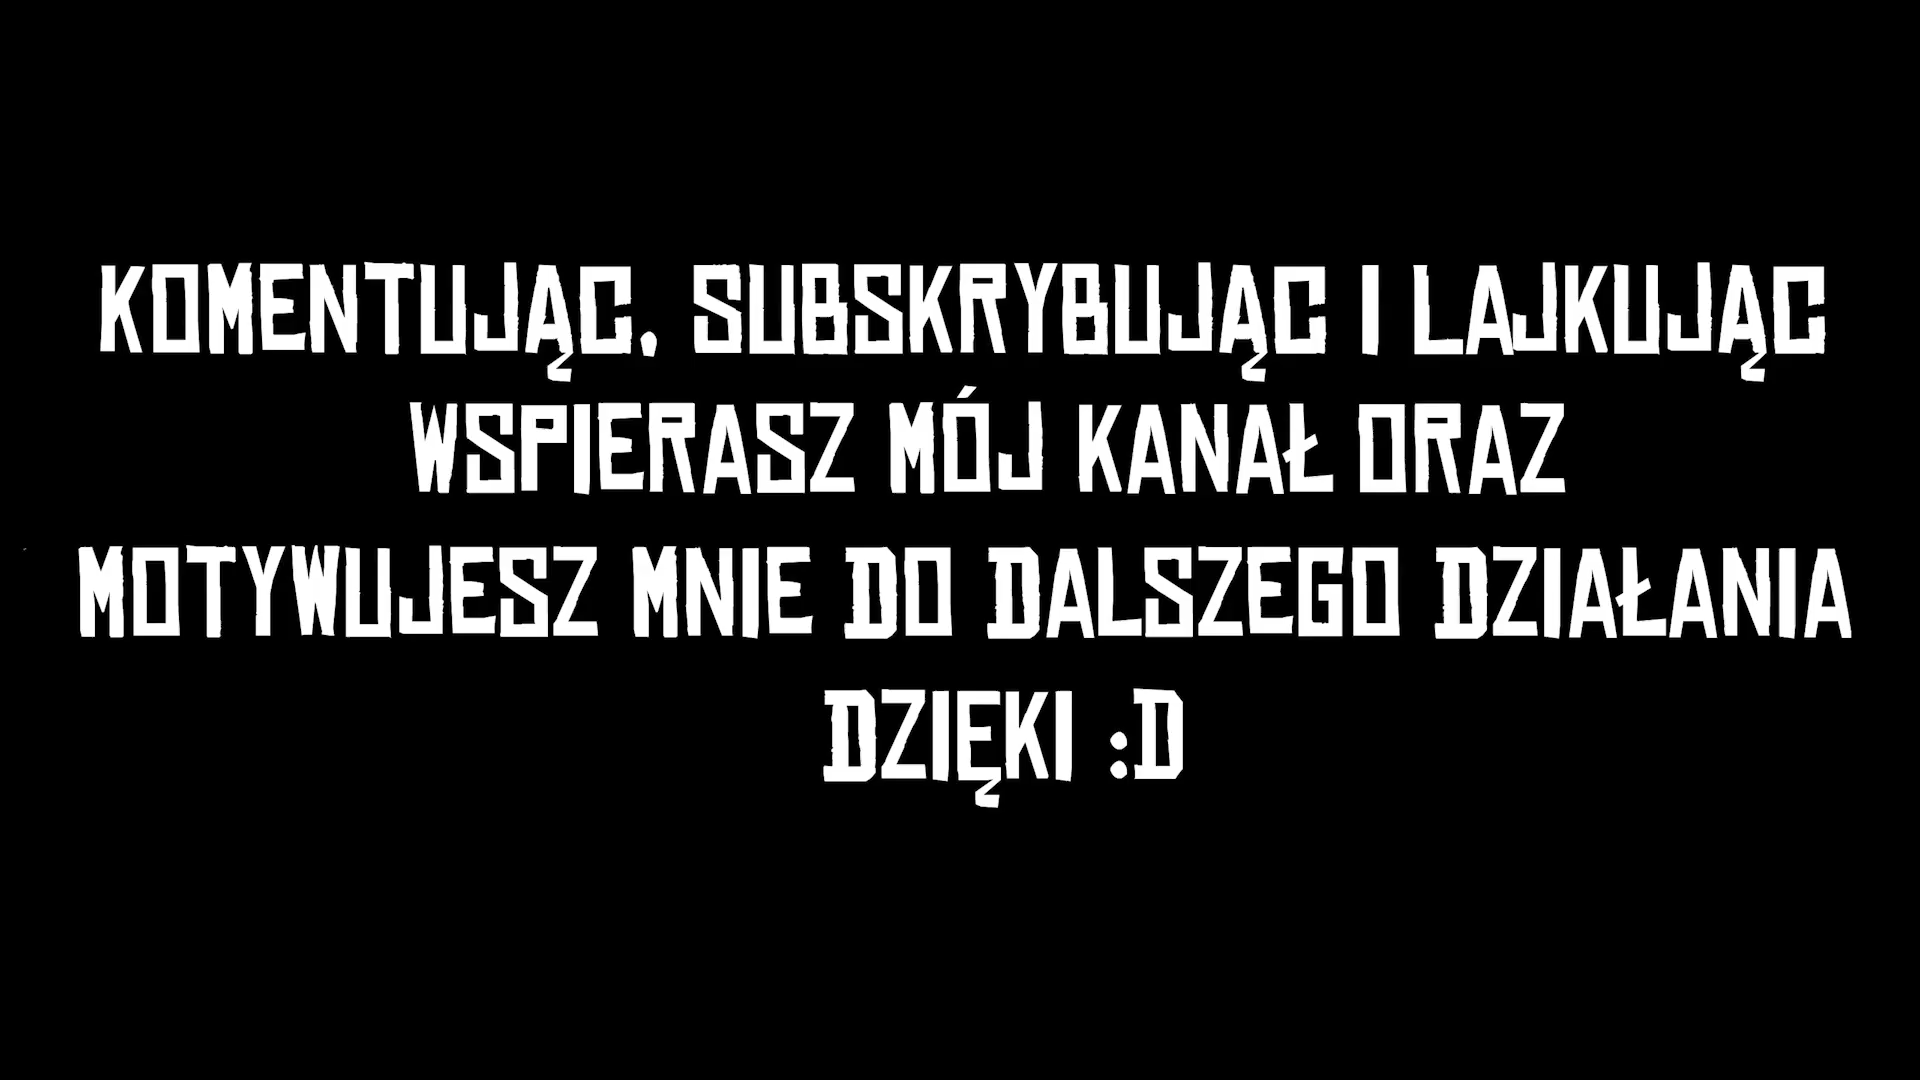 KOMENTUJĄC, SUBSKRYBUJĄC I LAJKUJĄC
WSPIERASZ MÓJ KANAŁ ORAZ
MOTYWUJESZ MNIE DO DALSZEGO DZIAŁANIA
DZIĘKI :D